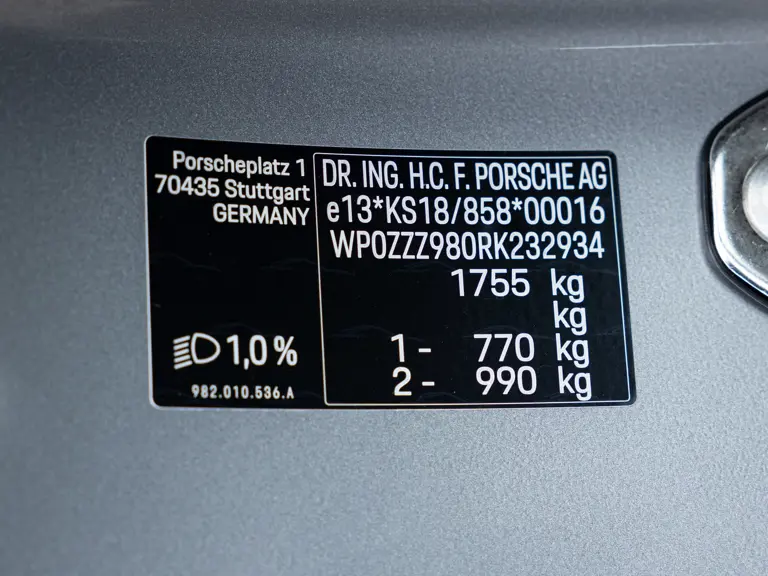 Porscheplatz 1
70435 Stuttgart
GERMANY
1,0%
982.010.536.A
DR. ING. H.C. F. PORSCHE AG
e13*KS18/858*00016
WP0ZZZ980RK232934
1755 kg
kg
1 - 770 kg
2 - 990 kg